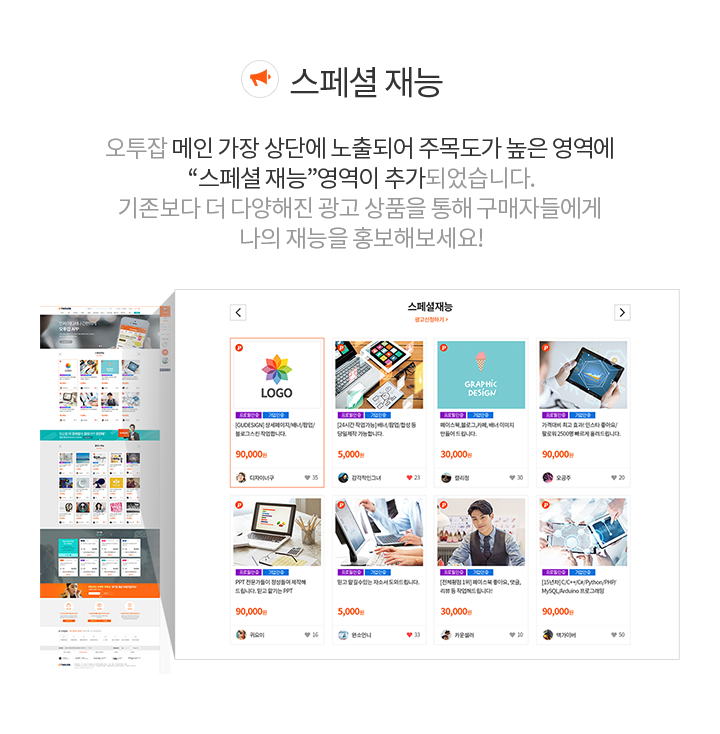 스페셜 재능
오투잡 메인 가장 상단에 노출되어 주목도가 높은 영역에
“스페셜 재능”영역이 추가되었습니다.
기존보다 더 다양해진 광고 상품을 통해 구매자들에게
나의 재능을 홍보해보세요!
스페셜재능
광고신청하기 >
P
LOGO
프로필인증 기업인증
[GUDESIGN] 상세페이지/배너/팝업/
블로그스킨 작업합니다.
90,000원
디자이너구 35
P
프로필인증 기업인증
[24시간 작업가능] 배너/팝업/합성 등
당일제작 가능합니다.
5,000원
감각적인그녀 23
P
GRAPHIC
DESIGN
프로필인증 기업인증
페이스북,블로그,카페, 배너 이미지
만들어 드립니다.
30,000원
챨리정 30
P
프로필인증 기업인증
가격대비 최고 효과! 인스타 좋아요/
팔로워 2500명 빠르게 올려드립니다.
90,000원
오공주 20
P
프로필인증 기업인증
PPT 전문가들이 정성들여 제작해
드립니다. 믿고 맡기는 PPT
90,000원
귀요미 16
프로필인증 기업인증
믿고 맡길수있는 자소서 도와드립니다.
5,000원
완소언니 33
P
프로필인증 기업인증
[전체평점 1위] 페이스북 좋아요, 댓글,
리뷰 등 작업해드립니다!
30,000원
카운셀러 10
P
프로필인증 기업인증
[15년차] C/C++/C#/Python/PHP/
MySQL/Arduino 프로그래밍
90,000원
맥가이버 50